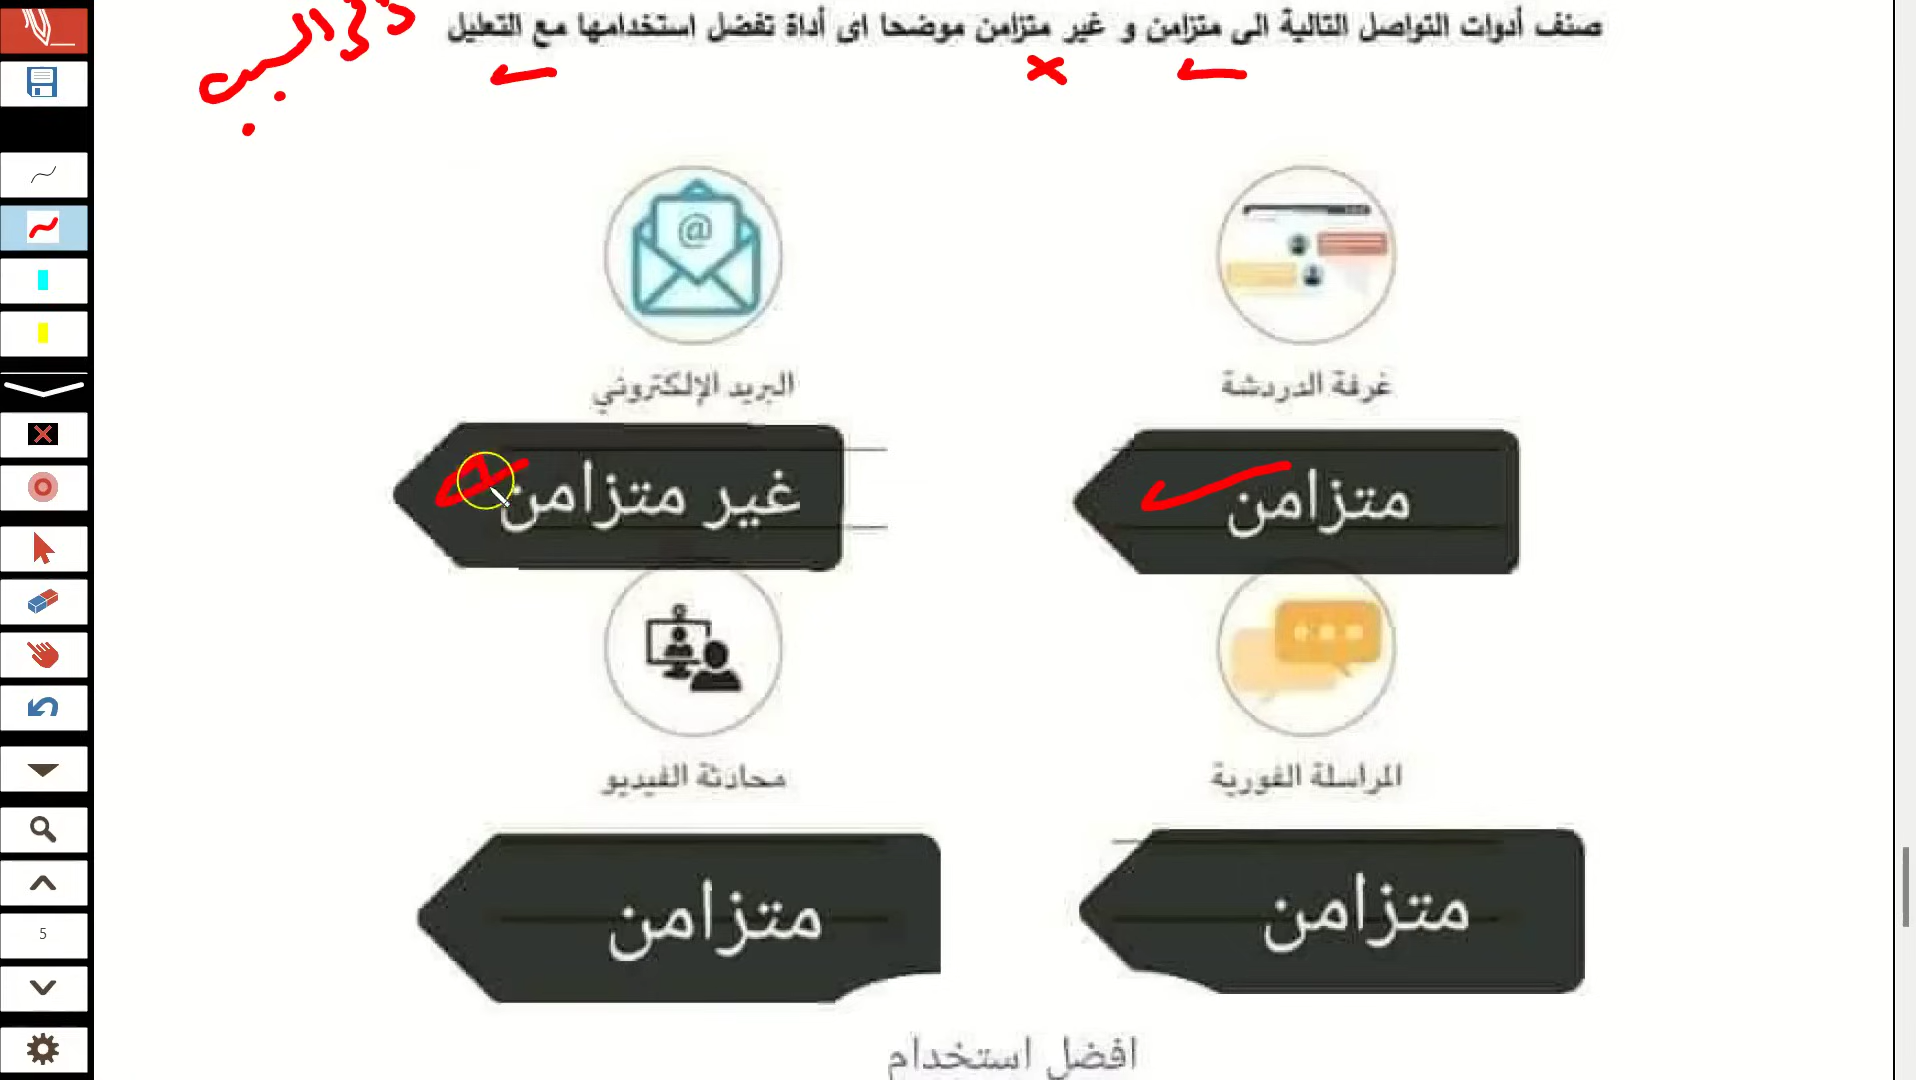 صنف أدوات التواصل التالية الى متزامن و غير متزامن موضحا اى أداة تفضل استخدامها مع التعليل
السبب
@
غرفة الدردشة
البريد الإلكتروني
متزامن
غير متزامن
المراسلة الفورية
محادثة الفيديو
متزامن
متزامن
افضل استخدام
5